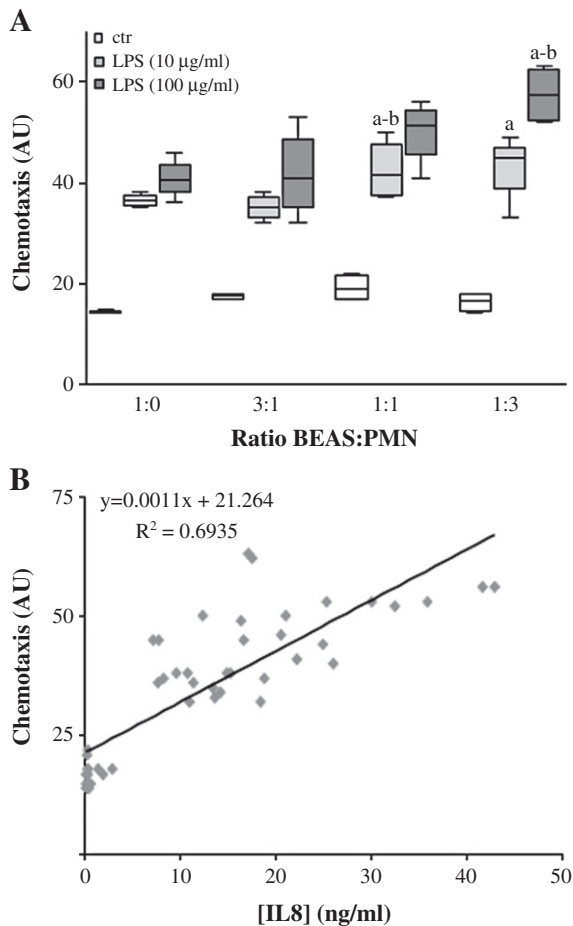 A
ctr
LPS (10 µg/ml)
LPS (100 µg/ml)
60
40
20
0
Chemotaxis (AU)
a-b
a
a-b
1:0 3:1 1:1 1:3
Ratio BEAS:PMN
B
75
50
25
Chemotaxis (AU)
y=0.0011x + 21.264
R² = 0.6935
0 10 20 30 40 50
[IL8] (ng/ml)